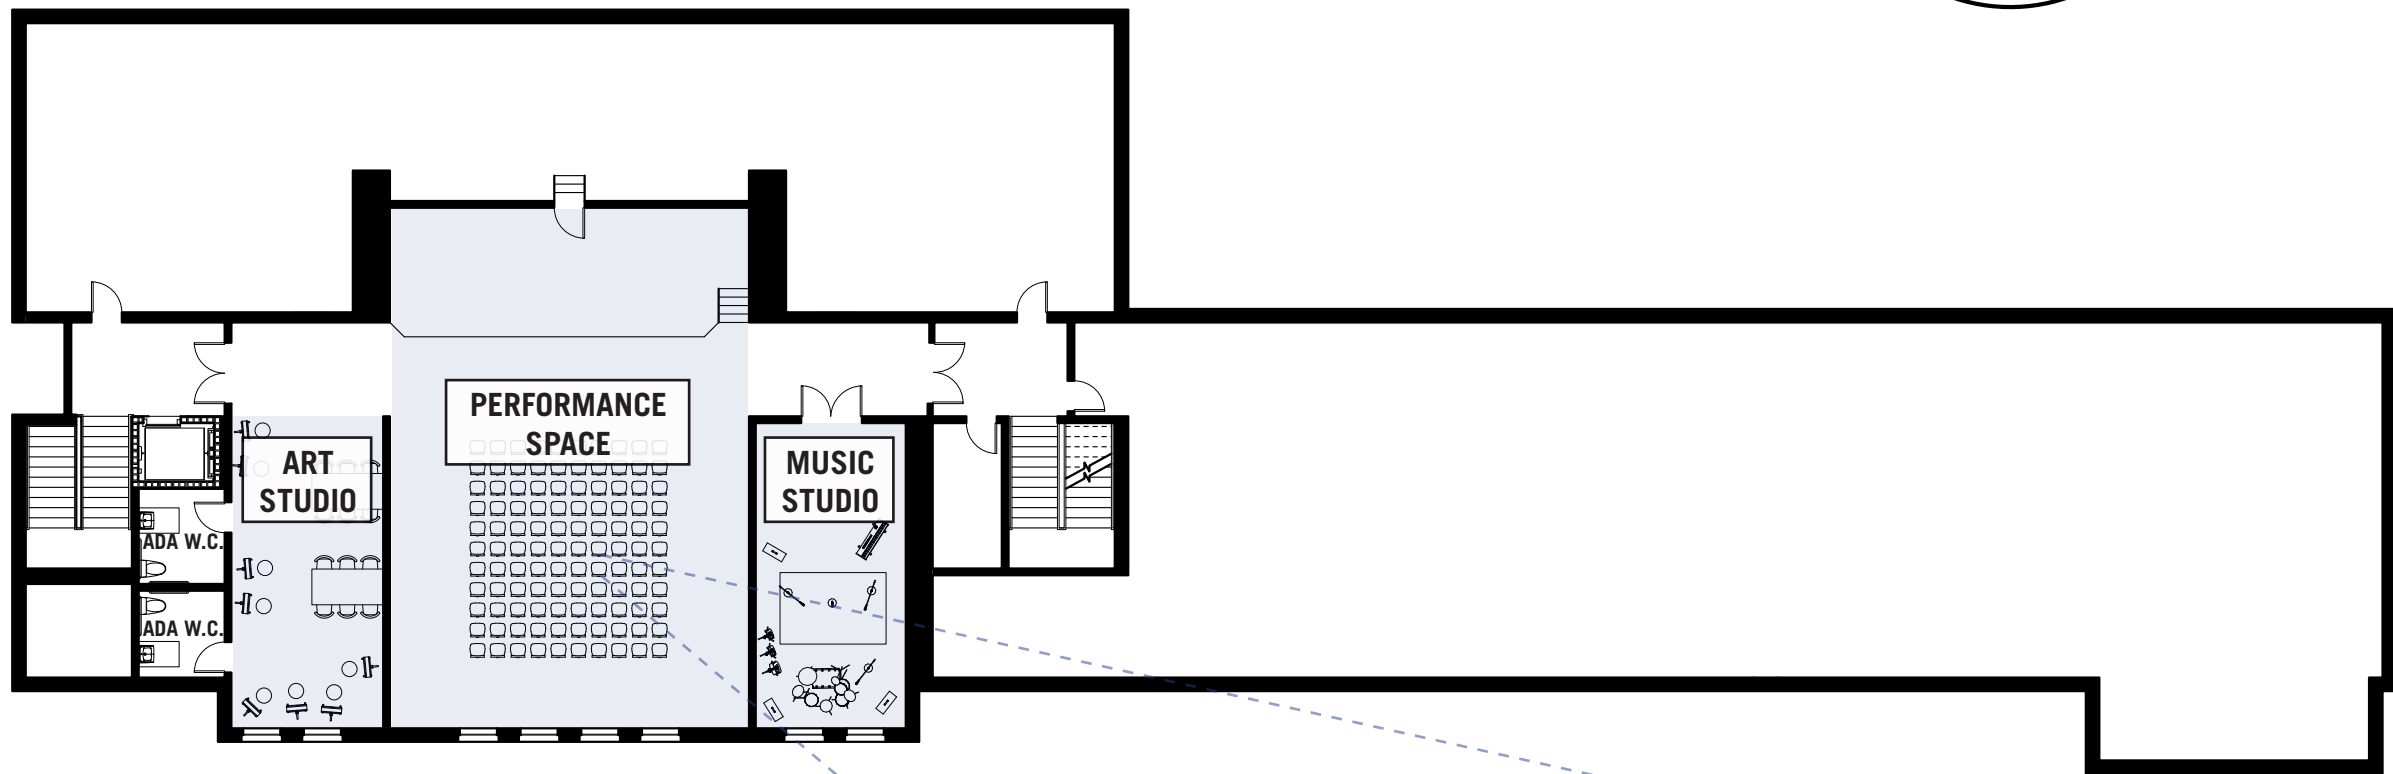 PERFORMANCE
SPACE
ART
STUDIO
MUSIC
STUDIO
ADA W.C.
ADA W.C.